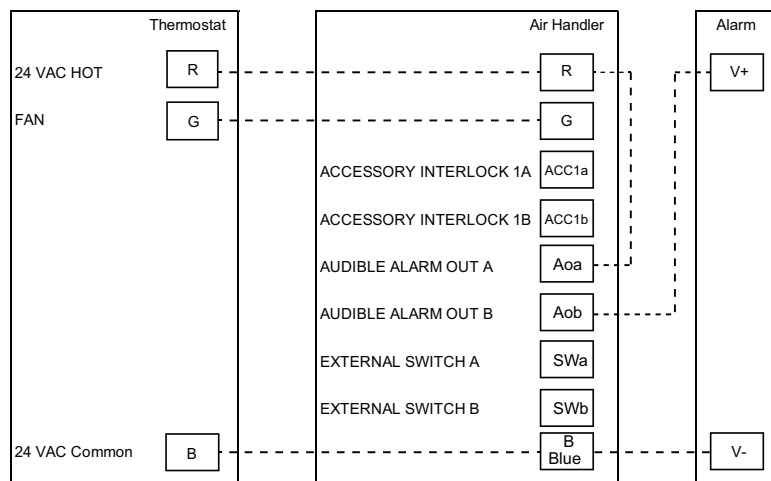 Thermostat Air Handler Alarm
24 VAC HOT R R V+
FAN G G
ACCESSORY INTERLOCK 1A ACC1a
ACCESSORY INTERLOCK 1B ACC1b
AUDIBLE ALARM OUT A Aoa
AUDIBLE ALARM OUT B Aob
EXTERNAL SWITCH A SWa
EXTERNAL SWITCH B SWb
24 VAC Common B B V-
Blue